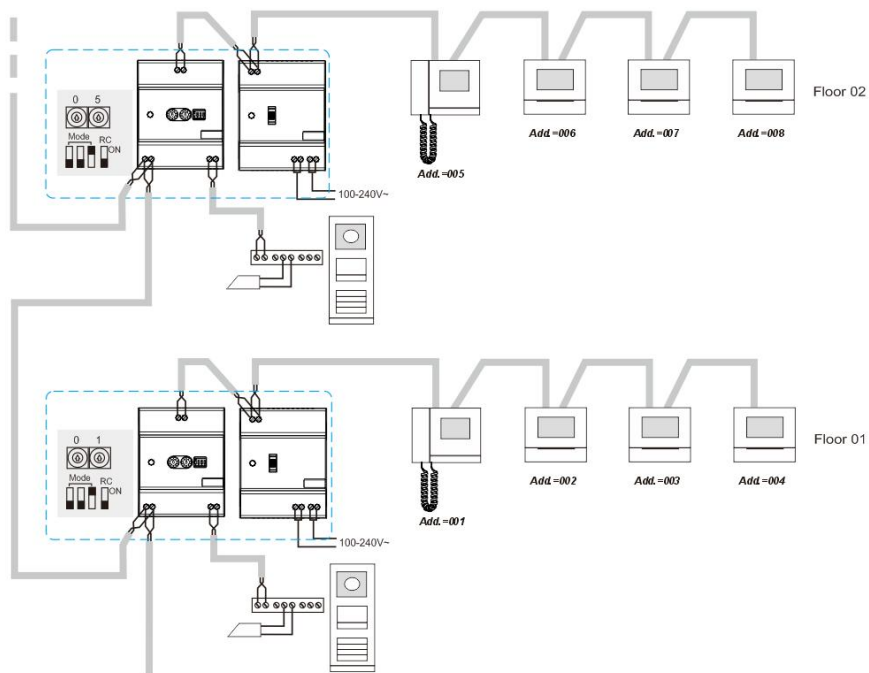 0 5
Mode
RC
ON
100-240V~
Add.=005
Add.=006
Add.=007
Add.=008
Floor 02
0 1
Mode
RC
ON
100-240V~
Add.=001
Add.=002
Add.=003
Add.=004
Floor 01